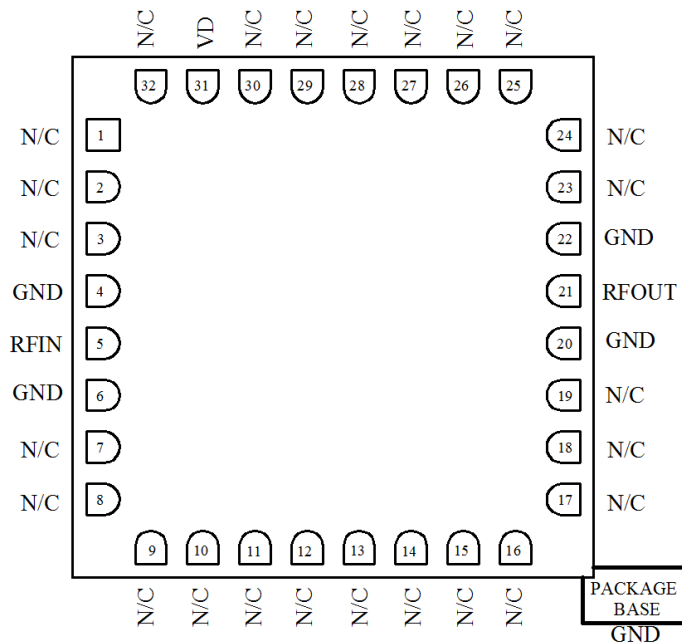 N/C VD N/C N/C N/C N/C N/C N/C
32 31 30 29 28 27 26 25
N/C 1 24 N/C
N/C 2 23 N/C
N/C 3 22 GND
GND 4 21 RFOUT
RFIN 5 20 GND
GND 6 19 N/C
N/C 7 18 N/C
N/C 8 17 N/C
9 10 11 12 13 14 15 16
N/C N/C N/C N/C N/C N/C N/C N/C
PACKAGE
BASE
GND